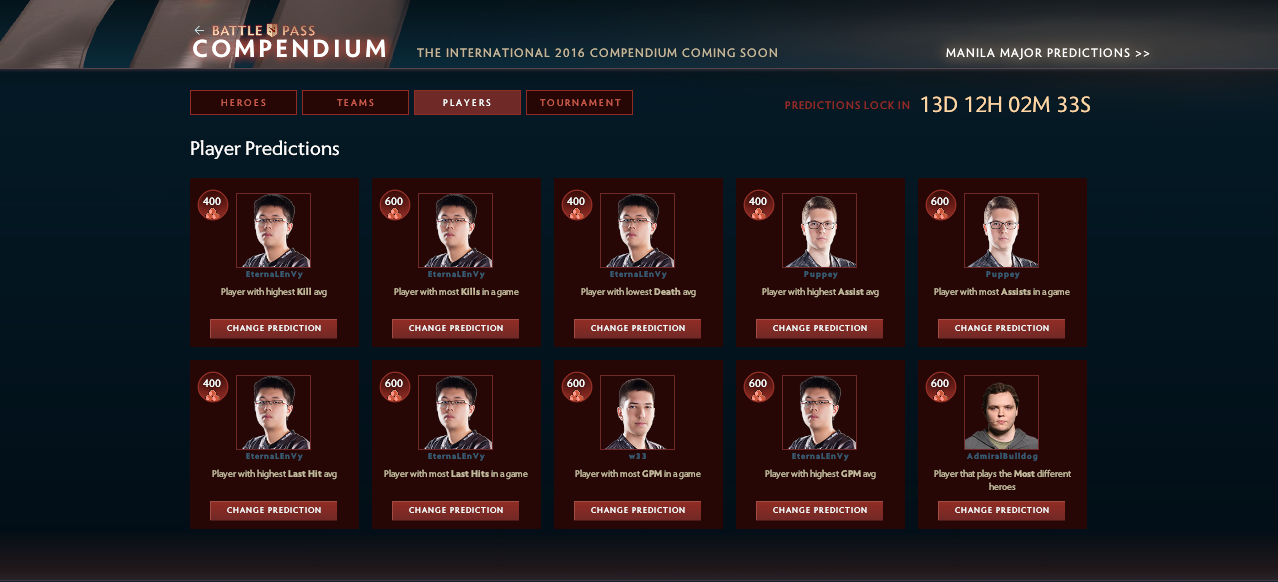 ← BATTLE PASS
COMPENDIUM
THE INTERNATIONAL 2016 COMPENDIUM COMING SOON
MANILA MAJOR PREDICTIONS >>
HEROES
TEAMS
PLAYERS
TOURNAMENT
PREDICTIONS LOCK IN 13D 12H 02M 33S
Player Predictions
400
EternaLEnVy
Player with highest Kill avg
CHANGE PREDICTION
600
EternaLEnVy
Player with most Kills in a game
CHANGE PREDICTION
400
EternaLEnVy
Player with lowest Death avg
CHANGE PREDICTION
400
Puppey
Player with highest Assist avg
CHANGE PREDICTION
600
Puppey
Player with most Assists in a game
CHANGE PREDICTION
400
EternaLEnVy
Player with highest Last Hit avg
CHANGE PREDICTION
600
EternaLEnVy
Player with most Last Hits in a game
CHANGE PREDICTION
600
w33
Player with most GPM in a game
CHANGE PREDICTION
600
EternaLEnVy
Player with highest GPM avg
CHANGE PREDICTION
600
AdmiralBulldog
Player that plays the Most different
heroes
CHANGE PREDICTION